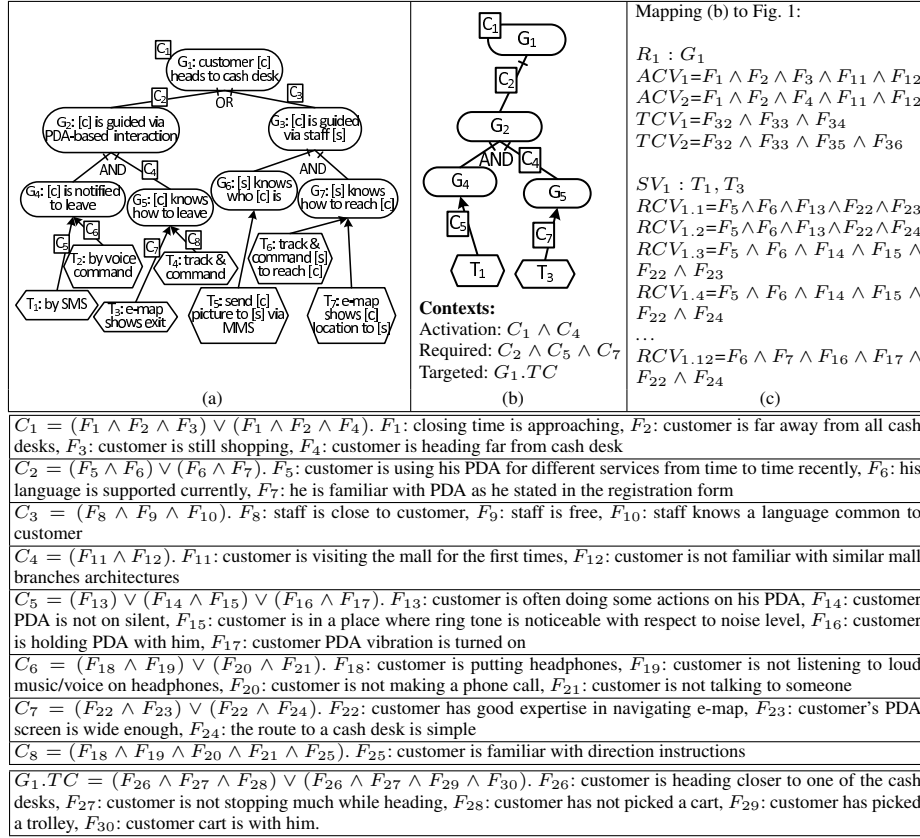 C1
G1: customer [c]
heads to cash desk
C2
OR
C3
G2: [c] is guided via
PDA-based interaction
G3: [c] is guided
via staff [s]
AND
C4
AND
G4: [c] is notified
to leave
G5: [c] knows
how to leave
G6: [s] knows
who [c] is
G7: [s] knows
how to reach [c]
C5
C6
C7
C8
T2: by voice
command
T4: track &
command
T6: track &
command [s]
to reach [c]
T1: by SMS
T3: e-map
shows exit
T5: send [c]
picture to [s] via
MMS
T7: e-map
shows [c]
location to [s]
(a)
C1
G1
C2
G2
AND
C4
G4
G5
C5
C7
T1
T3
Contexts:
Activation: C1 ∧ C4
Required: C2 ∧ C5 ∧ C7
Targeted: G1.TC
(b)
Mapping (b) to Fig. 1:
R1 : G1
ACV1=F1 ∧ F2 ∧ F3 ∧ F11 ∧ F12
ACV2=F1 ∧ F2 ∧ F4 ∧ F11 ∧ F12
TCV1=F32 ∧ F33 ∧ F34
TCV2=F32 ∧ F33 ∧ F35 ∧ F36
SV1 : T1, T3
RCV1.1=F5∧F6∧F13∧F22∧F23
RCV1.2=F5∧F6∧F13∧F22∧F24
RCV1.3=F5 ∧ F6 ∧ F14 ∧ F15 ∧
F22 ∧ F23
RCV1.4=F5 ∧ F6 ∧ F14 ∧ F15 ∧
F22 ∧ F24
...
RCV1.12=F6 ∧ F7 ∧ F16 ∧ F17 ∧
F22 ∧ F24
(c)
C1 = (F1 ∧ F2 ∧ F3) ∨ (F1 ∧ F2 ∧ F4). F1: closing time is approaching, F2: customer is far away from all cash
desks, F3: customer is still shopping, F4: customer is heading far from cash desk
C2 = (F5 ∧ F6) ∨ (F6 ∧ F7). F5: customer is using his PDA for different services from time to time recently, F6: his
language is supported currently, F7: he is familiar with PDA as he stated in the registration form
C3 = (F8 ∧ F9 ∧ F10). F8: staff is close to customer, F9: staff is free, F10: staff knows a language common to
customer
C4 = (F11 ∧ F12). F11: customer is visiting the mall for the first times, F12: customer is not familiar with similar mall
branches architectures
C5 = (F13) ∨ (F14 ∧ F15) ∨ (F16 ∧ F17). F13: customer is often doing some actions on his PDA, F14: customer
PDA is not on silent, F15: customer is in a place where ring tone is noticeable with respect to noise level, F16: customer
is holding PDA with him, F17: customer PDA vibration is turned on
C6 = (F18 ∧ F19) ∨ (F20 ∧ F21). F18: customer is putting headphones, F19: customer is not listening to loud
music/voice on headphones, F20: customer is not making a phone call, F21: customer is not talking to someone
C7 = (F22 ∧ F23) ∨ (F22 ∧ F24). F22: customer has good expertise in navigating e-map, F23: customer's PDA
screen is wide enough, F24: the route to a cash desk is simple
C8 = (F18 ∧ F19 ∧ F20 ∧ F21 ∧ F25). F25: customer is familiar with direction instructions
G1.TC = (F26 ∧ F27 ∧ F28) ∨ (F26 ∧ F27 ∧ F29 ∧ F30). F26: customer is heading closer to one of the cash
desks, F27: customer is not stopping much while heading, F28: customer has not picked a cart, F29: customer has picked
a trolley, F30: customer cart is with him.